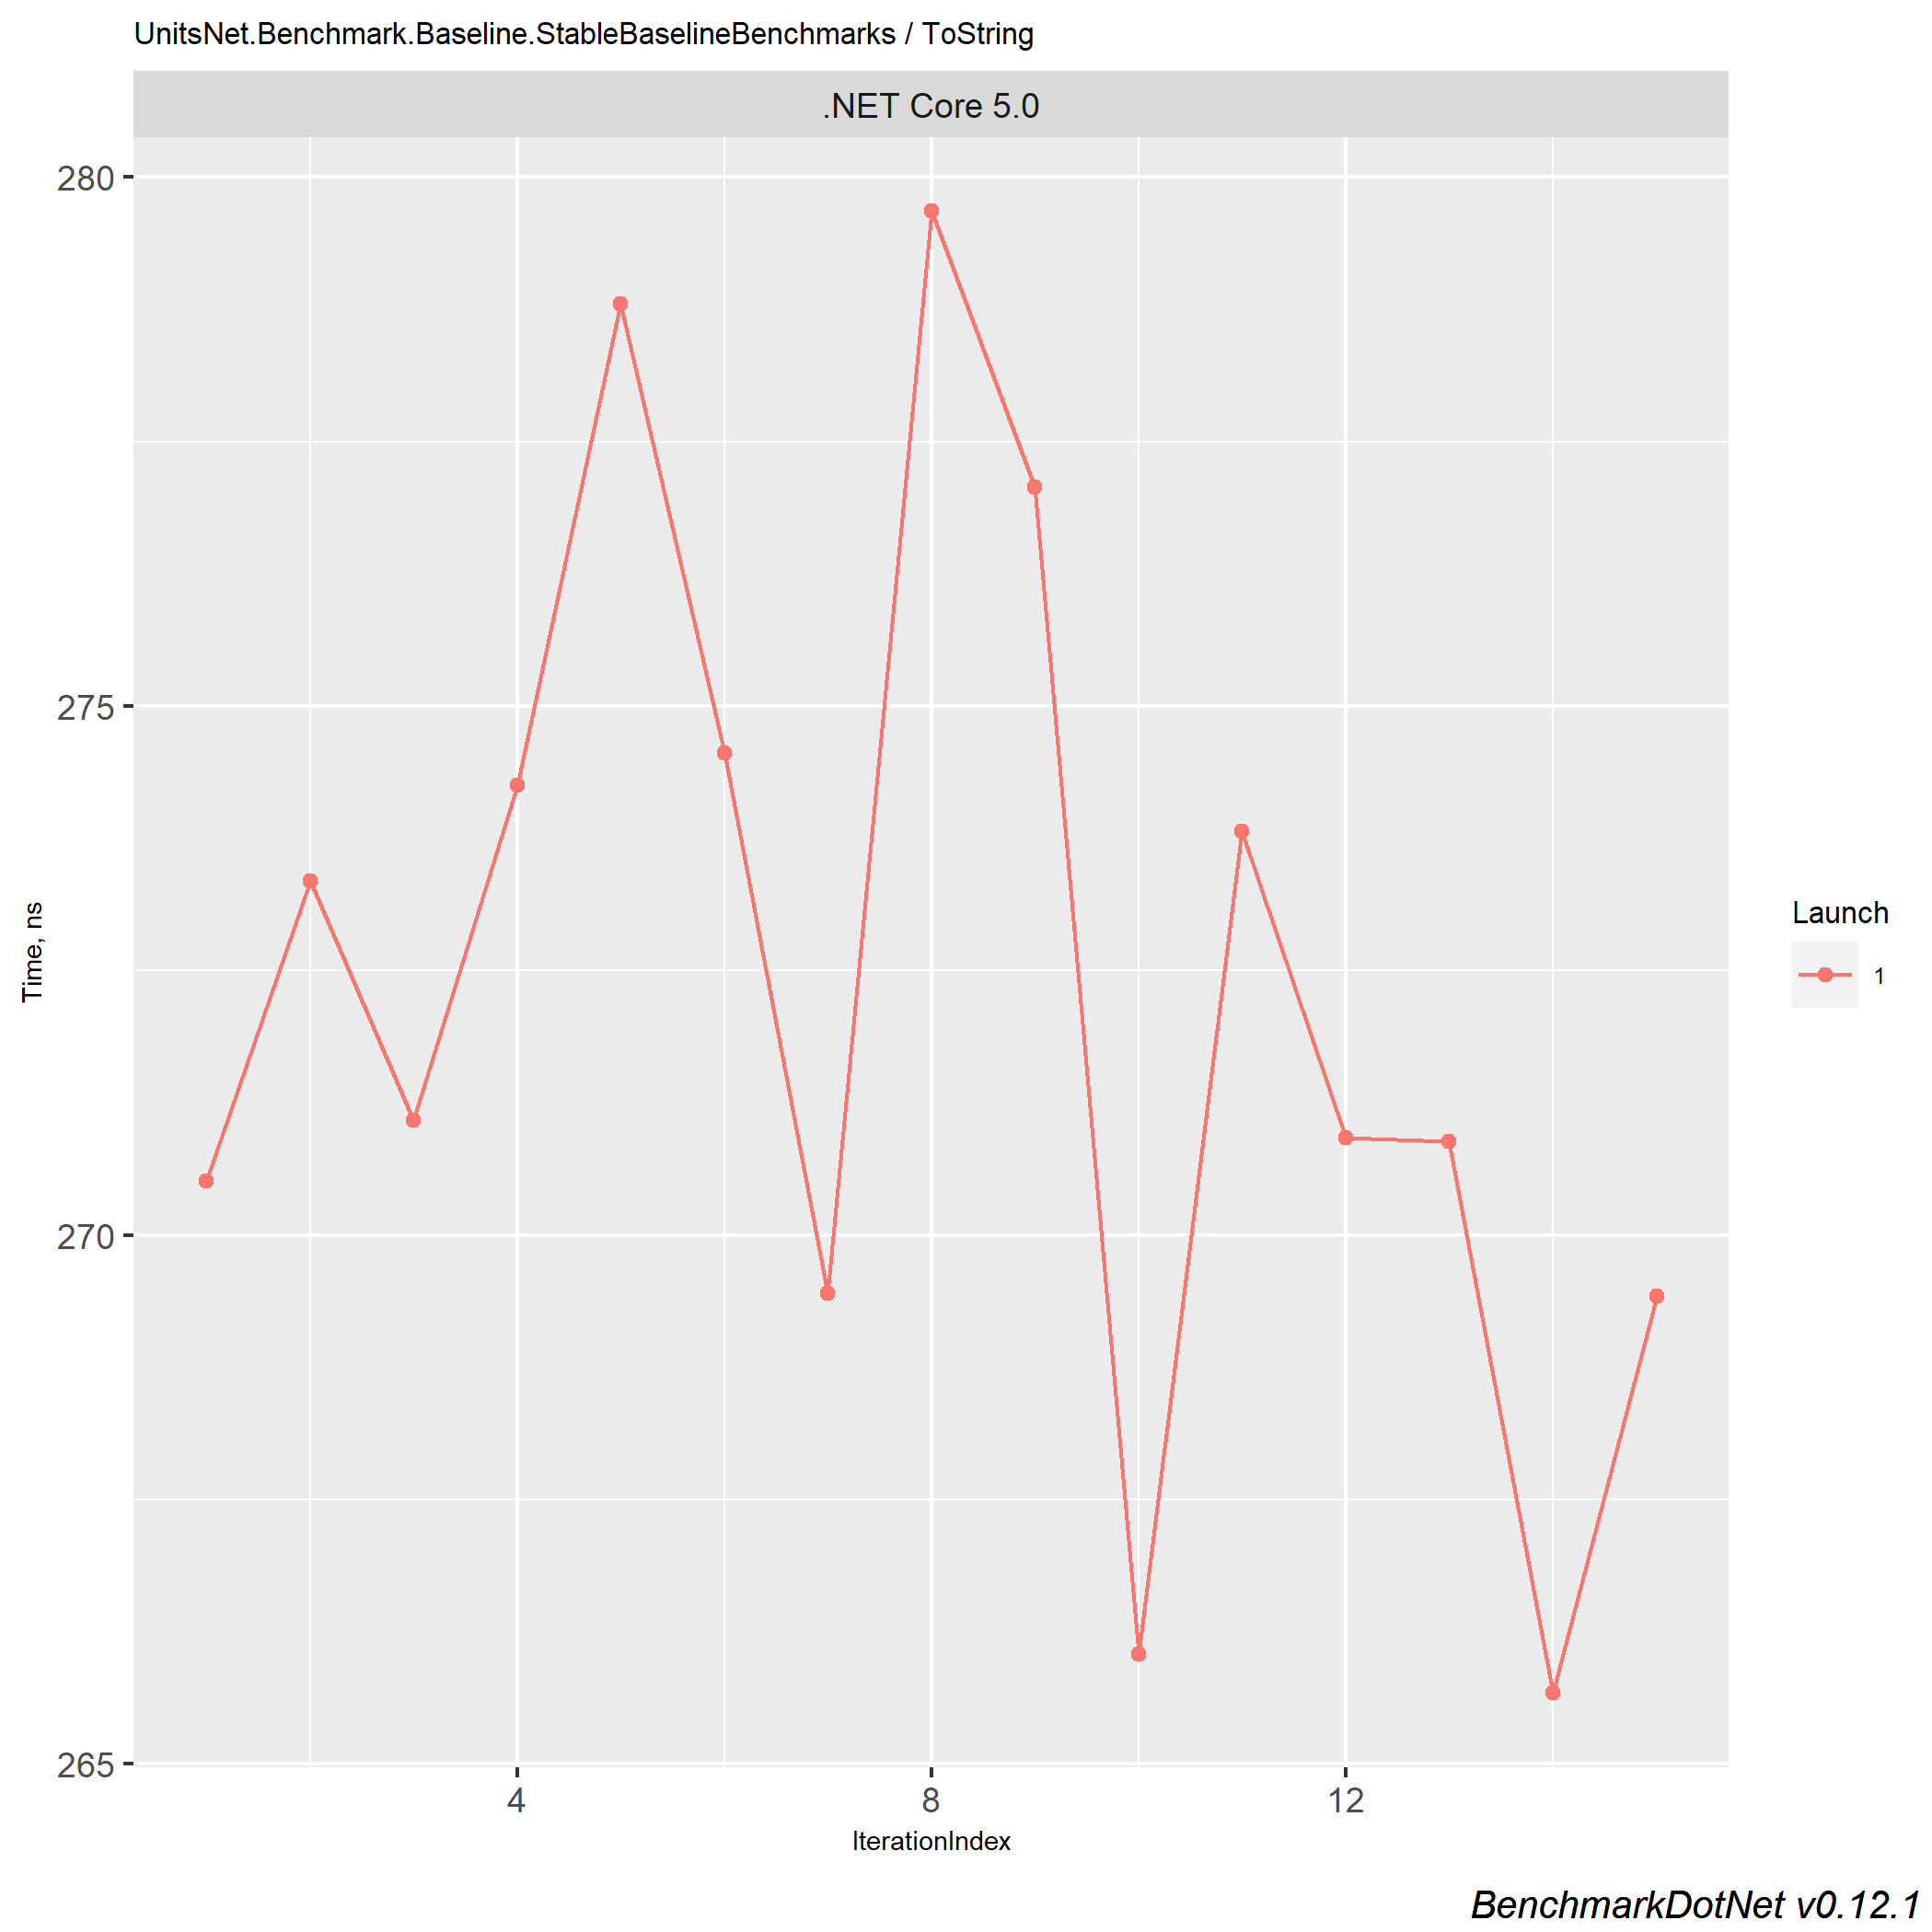 UnitsNet.Benchmark.Baseline.StableBaselineBenchmarks / ToString
.NET Core 5.0
280
275
270
265
Time, ns
4
8
12
IterationIndex
Launch
1
BenchmarkDotNet v0.12.1